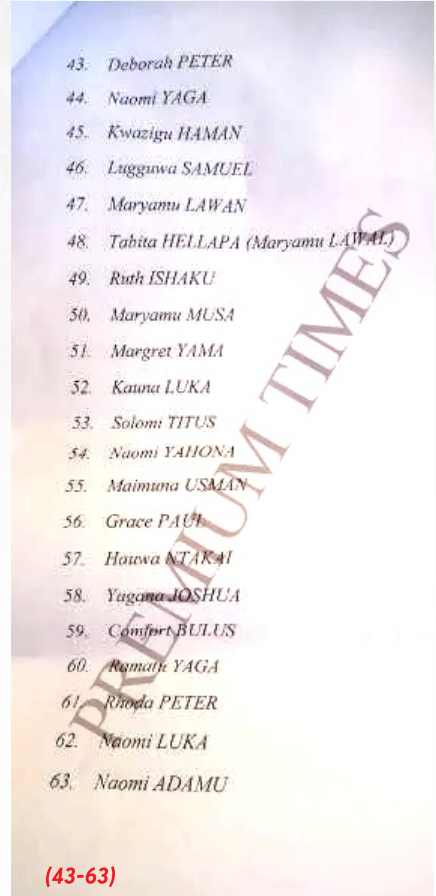 43. Deborah PETER
44. Naomi YAGA
45. Kwazigu HAMAN
46. Lugguwa SAMUEL
47. Maryamu LAWAN
48. Tabita HELLAPA (Maryamu LAWAL)
49. Ruth ISHAKU
50. Maryamu MUSA
51. Margret YAMA
52. Kauna LUKA
53. Solomi TITUS
54. Naomi YAHONA
55. Maimuna USMAN
56. Grace PAUL
57. Hauwa NTAKAI
58. Yagana JOSHUA
59. Comfort BULUS
60. Ramatu YAGA
61. Rhoda PETER
62. Naomi LUKA
63. Naomi ADAMU
PREMIUM TIMES
(43-63)